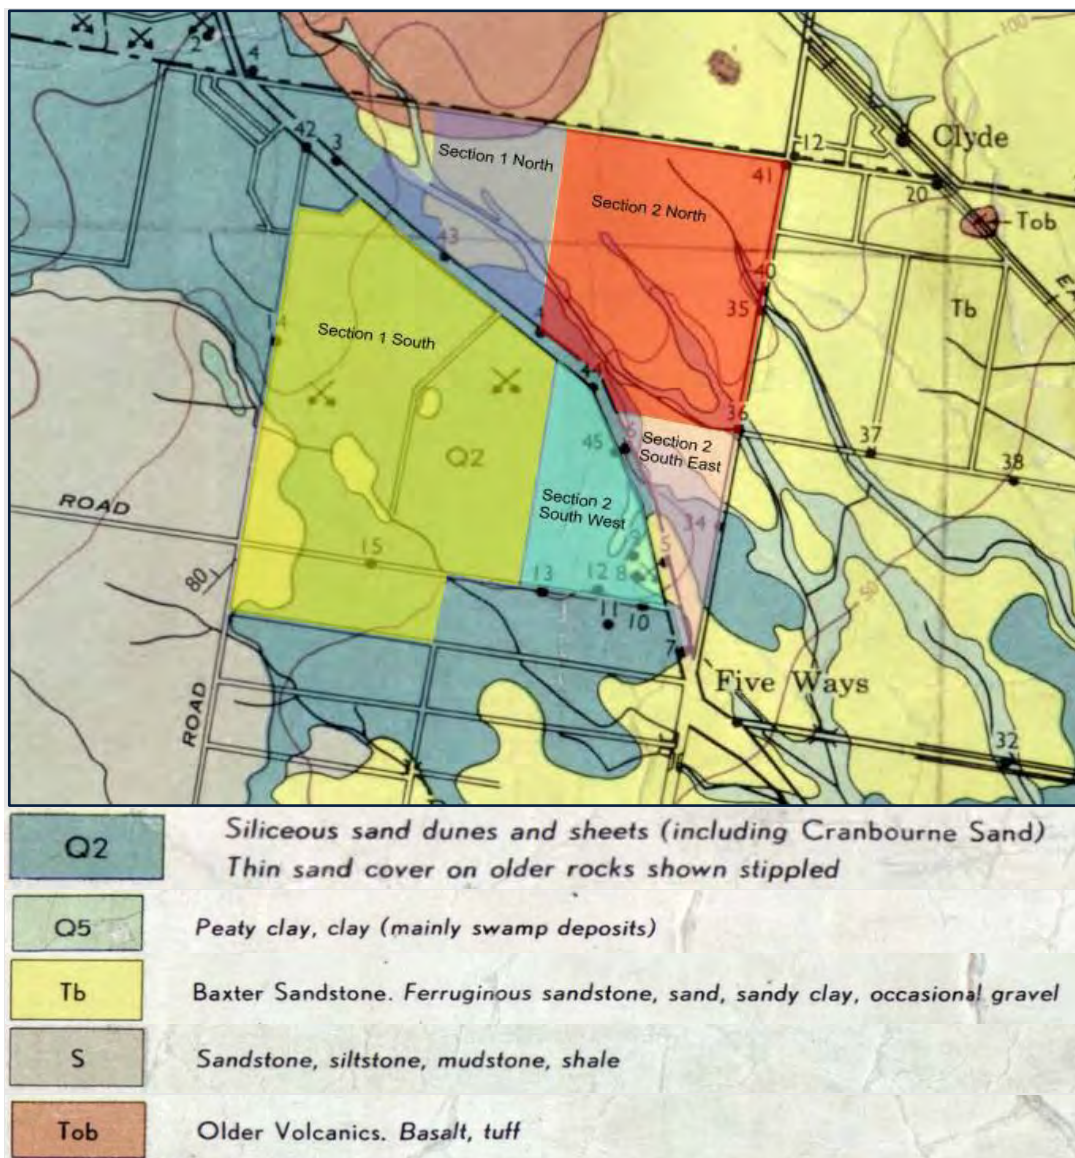 2
4
42
3
Section 1 North
12
Clyde
41
20
Tob
Section 2 North
43
40
35
Tb
14
Section 1 South
4
44
36
37
38
Section 2
South East
45
6
Q2
Section 2
South West
34
ROAD
15
9
5
13
12
8
80
11
10
7
Five Ways
ROAD
32
100
50
Q2
Siliceous sand dunes and sheets (including Cranbourne Sand)
Thin sand cover on older rocks shown stippled
Q5
Peaty clay, clay (mainly swamp deposits)
Tb
Baxter Sandstone. Ferruginous sandstone, sand, sandy clay, occasional gravel
S
Sandstone, siltstone, mudstone, shale
Tob
Older Volcanics. Basalt, tuff